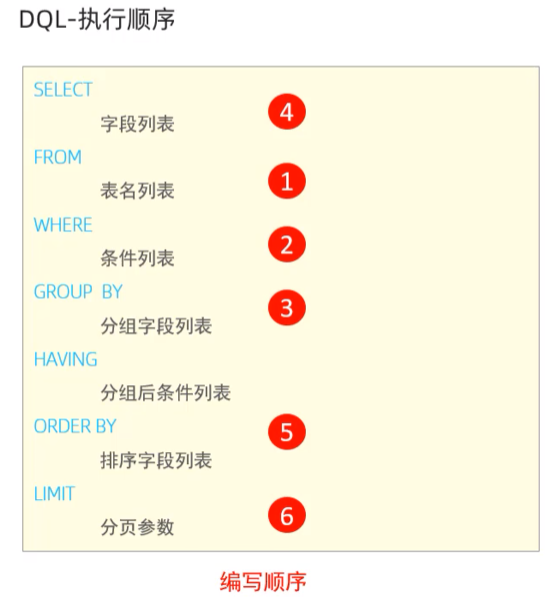 DQL-执行顺序
SELECT
字段列表
4
FROM
表名列表
1
WHERE
条件列表
2
GROUP BY
分组字段列表
3
HAVING
分组后条件列表
ORDER BY
排序字段列表
5
LIMIT
分页参数
6
编写顺序